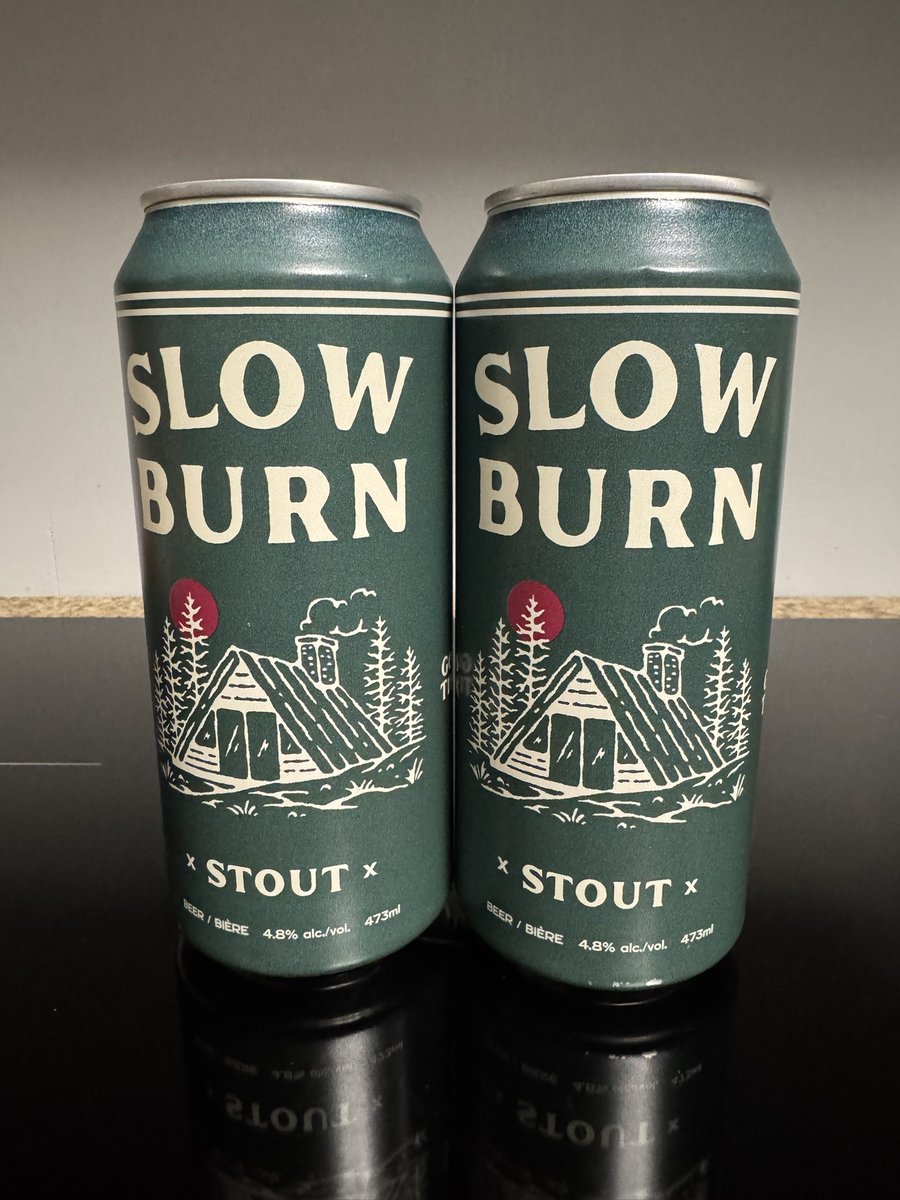 SLOW
BURN
x STOUT x
BEER / BIÈRE 4.8% alc./vol. 473ml
SLOW
BURN
x STOUT x
BEER / BIÈRE 4.8% alc./vol. 473ml